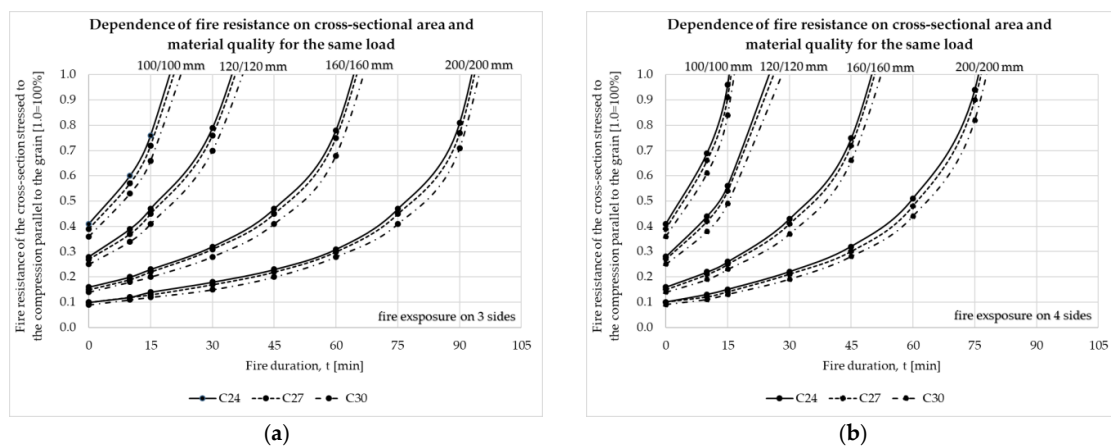 Dependence of fire resistance on cross-sectional area and
material quality for the same load
100/100 mm 120/120 mm 160/160 mm 200/200 mm
Fire resistance of the cross-section stressed to
the compression parallel to the grain [1.0=100%]
1.0
0.9
0.8
0.7
0.6
0.5
0.4
0.3
0.2
0.1
0.0
fire exsposure on 3 sides
0 15 30 45 60 75 90 105
Fire duration, t [min]
C24 C27 C30
(a)
Dependence of fire resistance on cross-sectional area and
material quality for the same load
100/100 mm 120/120 mm 160/160 mm 200/200 mm
Fire resistance of the cross-section stressed to
the compression parallel to the grain [1.0=100%]
1.0
0.9
0.8
0.7
0.6
0.5
0.4
0.3
0.2
0.1
0.0
fire exsposure on 4 sides
0 15 30 45 60 75 90 105
Fire duration, t [min]
C24 C27 C30
(b)